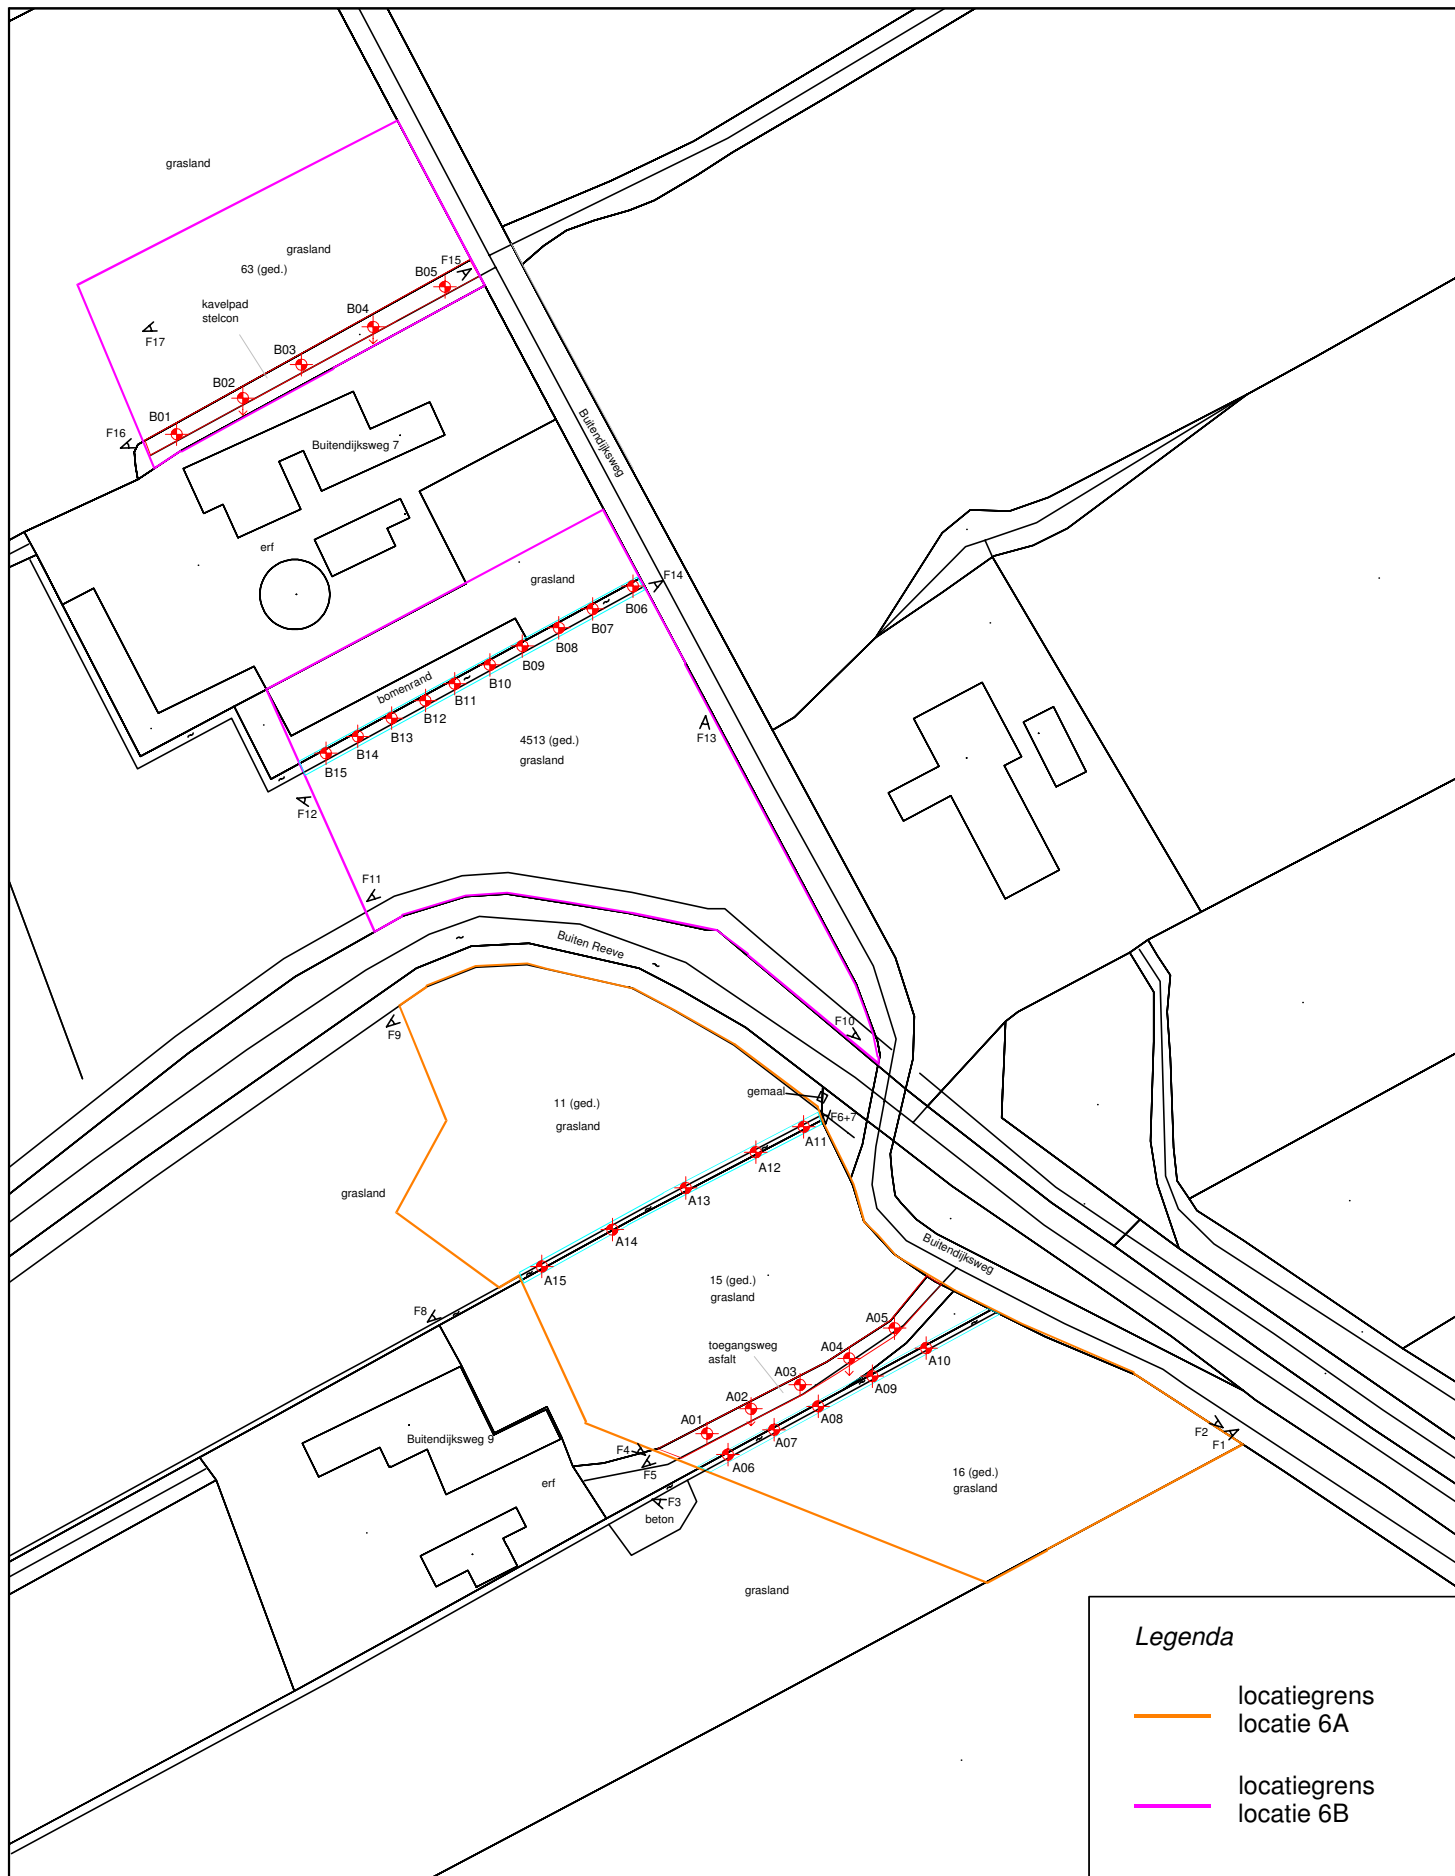 grasland
grasland
63 (ged.)
kavelpad
stelcon
F15
B05
B04
B03
B02
B01
F17
F16
Buitendijksweg 7
Buitendijksweg
erf
grasland
F14
B06
B07
B08
B09
B10
B11
B12
B13
B14
B15
bomenrand
4513 (ged.)
grasland
F13
F12
F11
Buiten Reeve
F10
F9
gemaal
F6+7
11 (ged.)
grasland
A11
A12
A13
A14
A15
grasland
F8
Buitendijksweg
15 (ged.)
grasland
toegangsweg
asfalt
A05
A04
A03
A02
A01
A10
A09
A08
A07
A06
F4
F5
F3
beton
F2
F1
Buitendijksweg 9
erf
16 (ged.)
grasland
grasland
Legenda
locatiegrens
locatie 6A
locatiegrens
locatie 6B